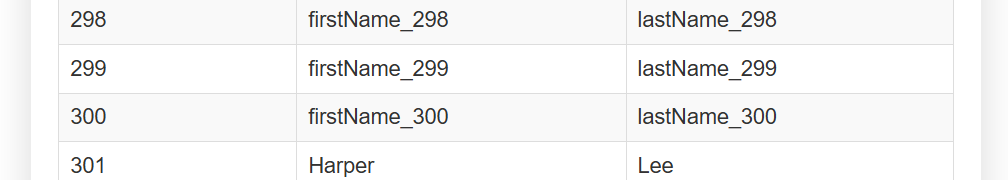 298 firstName_298 lastName_298
299 firstName_299 lastName_299
300 firstName_300 lastName_300
301 Harper Lee